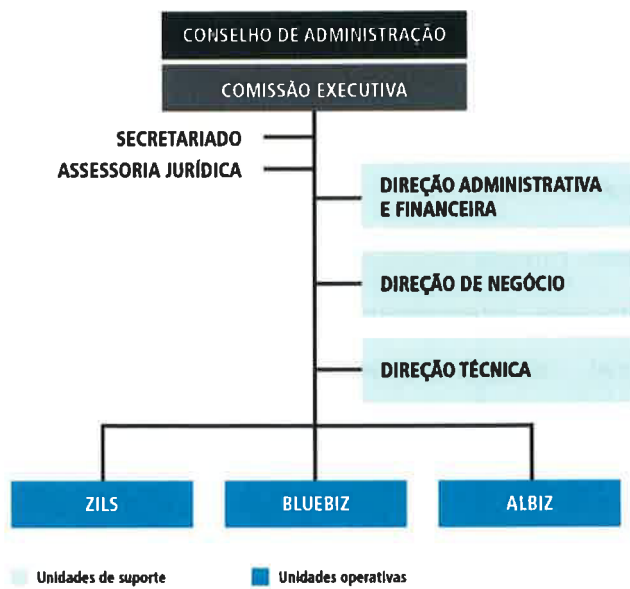 CONSELHO DE ADMINISTRAÇÃO
COMISSÃO EXECUTIVA
SECRETARIADO
ASSESSORIA JURÍDICA
DIREÇÃO ADMINISTRATIVA
E FINANCEIRA
DIREÇÃO DE NEGÓCIO
DIREÇÃO TÉCNICA
ZILS
BLUEBIZ
ALBIZ
Unidades de suporte
Unidades operativas